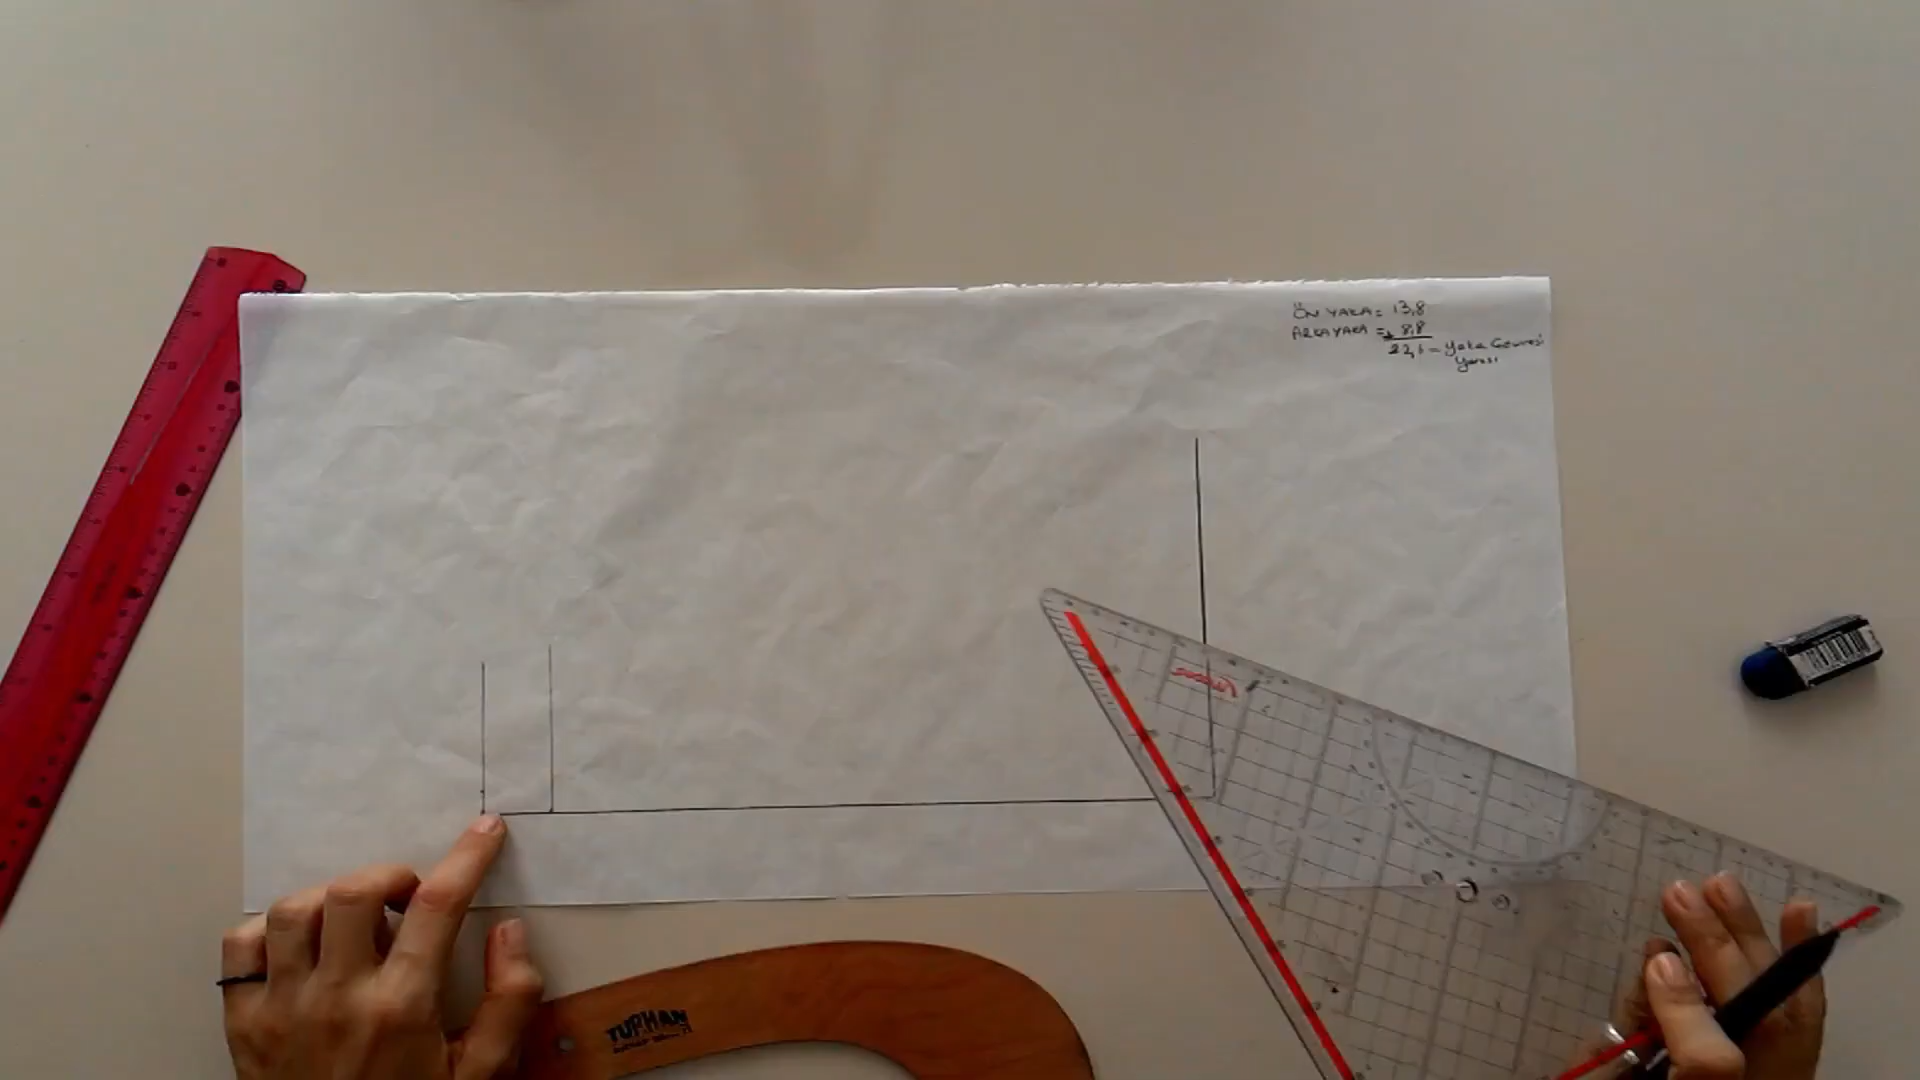 ÖN YAKA = 13,8
ARKA YAKA = + 8,8
22,6 = Yaka Çevresi
Yarısı
TURHAN